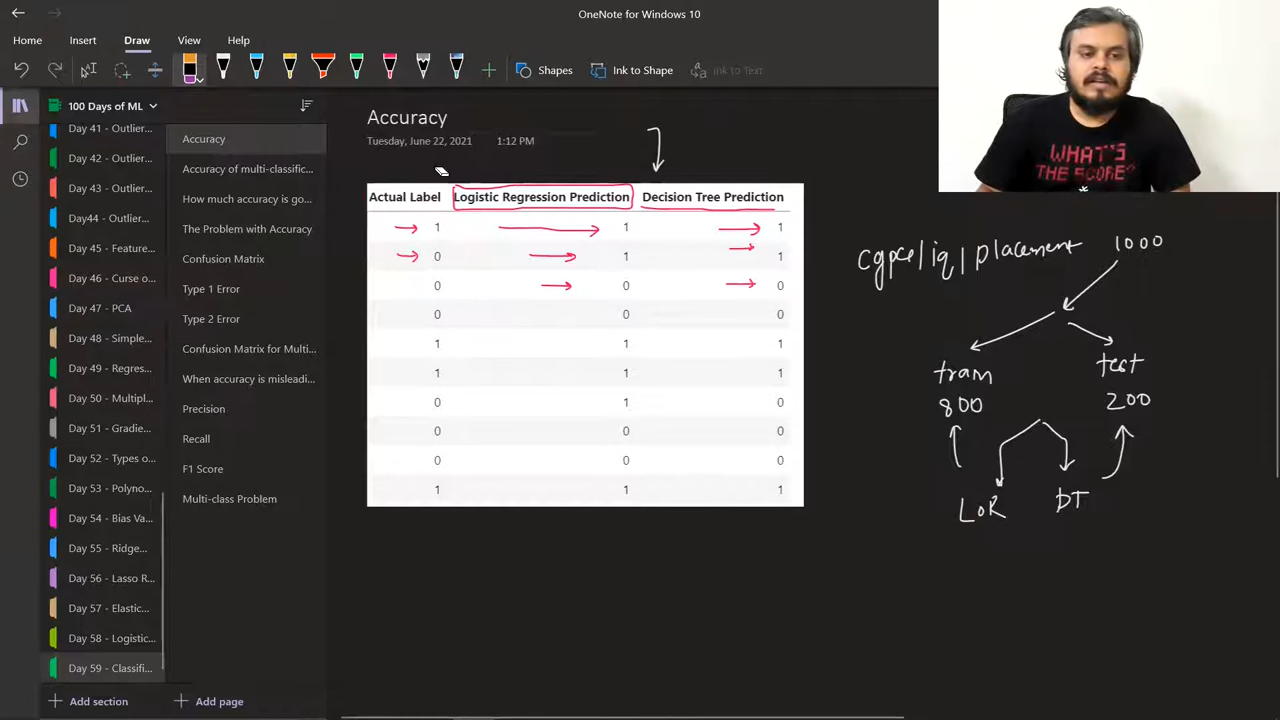 OneNote for Windows 10
Home Insert Draw View Help
Shapes Ink to Shape Ink to Text
100 Days of ML
Day 41 - Outlier...
Day 42 - Outlier...
Day 43 - Outlier...
Day44 - Outlier...
Day 45 - Feature...
Day 46 - Curse o...
Day 47 - PCA
Day 48 - Simple...
Day 49 - Regres...
Day 50 - Multipl...
Day 51 - Gradie...
Day 52 - Types o...
Day 53 - Polyno...
Day 54 - Bias Va...
Day 55 - Ridge...
Day 56 - Lasso R...
Day 57 - Elastic...
Day 58 - Logistic...
Day 59 - Classifi...
Add section
Accuracy
Accuracy of multi-classific...
How much accuracy is go...
The Problem with Accuracy
Confusion Matrix
Type 1 Error
Type 2 Error
Confusion Matrix for Multi...
When accuracy is misleadi...
Precision
Recall
F1 Score
Multi-class Problem
Add page
Accuracy
Tuesday, June 22, 2021 1:12 PM
Actual Label Logistic Regression Prediction Decision Tree Prediction
1 1 1
0 1 1
0 0 0
0 0 0
1 1 1
1 1 1
0 1 0
0 0 0
0 0 0
1 1 1
WHAT'S
THE SCORE
cgpa/iq/placement 1000
train test
800 200
LoR DT